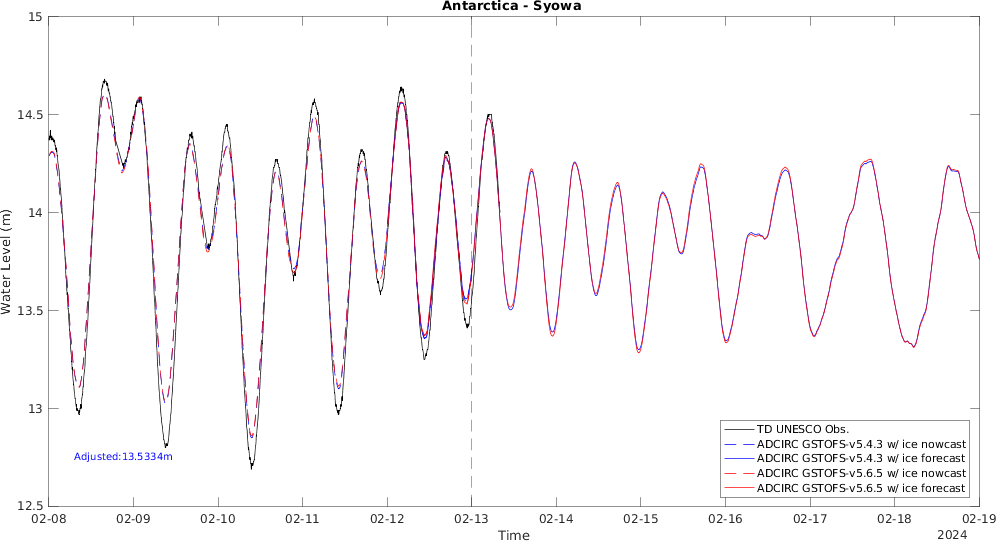 Antarctica - Syowa
15
14.5
14
13.5
13
12.5
Water Level (m)
Adjusted:13.5334m
TD UNESCO Obs.
ADCIRC GSTOFS-v5.4.3 w/ ice nowcast
ADCIRC GSTOFS-v5.4.3 w/ ice forecast
ADCIRC GSTOFS-v5.6.5 w/ ice nowcast
ADCIRC GSTOFS-v5.6.5 w/ ice forecast
02-08 02-09 02-10 02-11 02-12 02-13 02-14 02-15 02-16 02-17 02-18 02-19
Time
2024